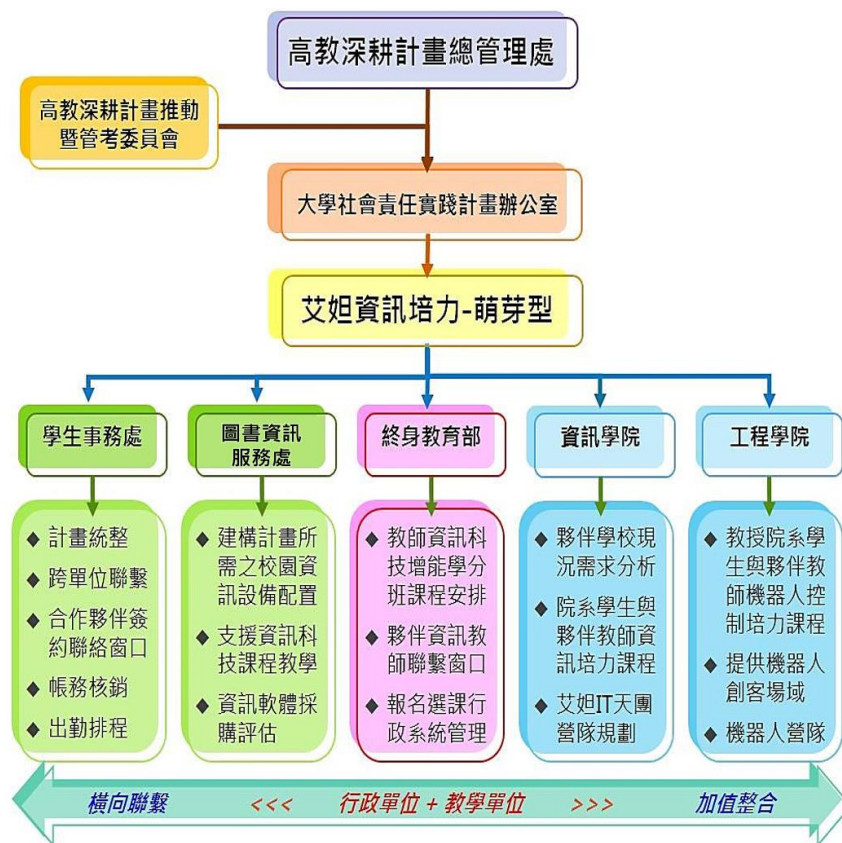 高教深耕計畫總管理處
高教深耕計畫推動
暨管考委員會
大學社會責任實踐計畫辦公室
艾妲資訊培力-萌芽型
學生事務處
圖書資訊
服務處
終身教育部
資訊學院
工程學院
◆ 計畫統整
◆ 跨單位聯繫
◆ 合作夥伴簽
約聯絡窗口
◆ 帳務核銷
◆ 出勤排程
◆ 建構計畫所
需之校園資
訊設備配置
◆ 支援資訊科
技課程教學
◆ 資訊軟體採
購評估
◆ 教師資訊科
技增能學分
班課程安排
◆ 夥伴資訊教
師聯繫窗口
◆ 報名選課行
政系統管理
◆ 夥伴學校現
況需求分析
◆ 院系學生與
夥伴教師資
訊培力課程
◆ 艾妲IT天團
營隊規劃
◆ 教授院系學
生與夥伴教
師機器人控
制培力課程
◆ 提供機器人
創客場域
◆ 機器人營隊
橫向聯繫 <<< 行政單位 + 教學單位 >>> 加值整合